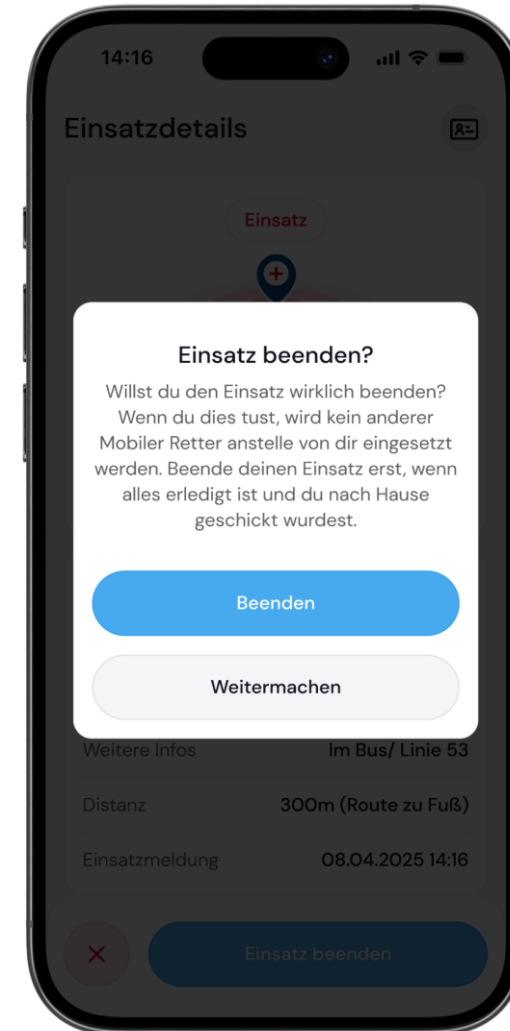 14:16
Einsatzdetails
Einsatz
Einsatz beenden?
Willst du den Einsatz wirklich beenden?
Wenn du dies tust, wird kein anderer
Mobiler Retter anstelle von dir eingesetzt
werden. Beende deinen Einsatz erst, wenn
alles erledigt ist und du nach Hause
geschickt wurdest.
Beenden
Weitermachen
Weitere Infos Im Bus/ Linie 53
Distanz 300m (Route zu Fuß)
Einsatzmeldung 08.04.2025 14:16
Einsatz beenden